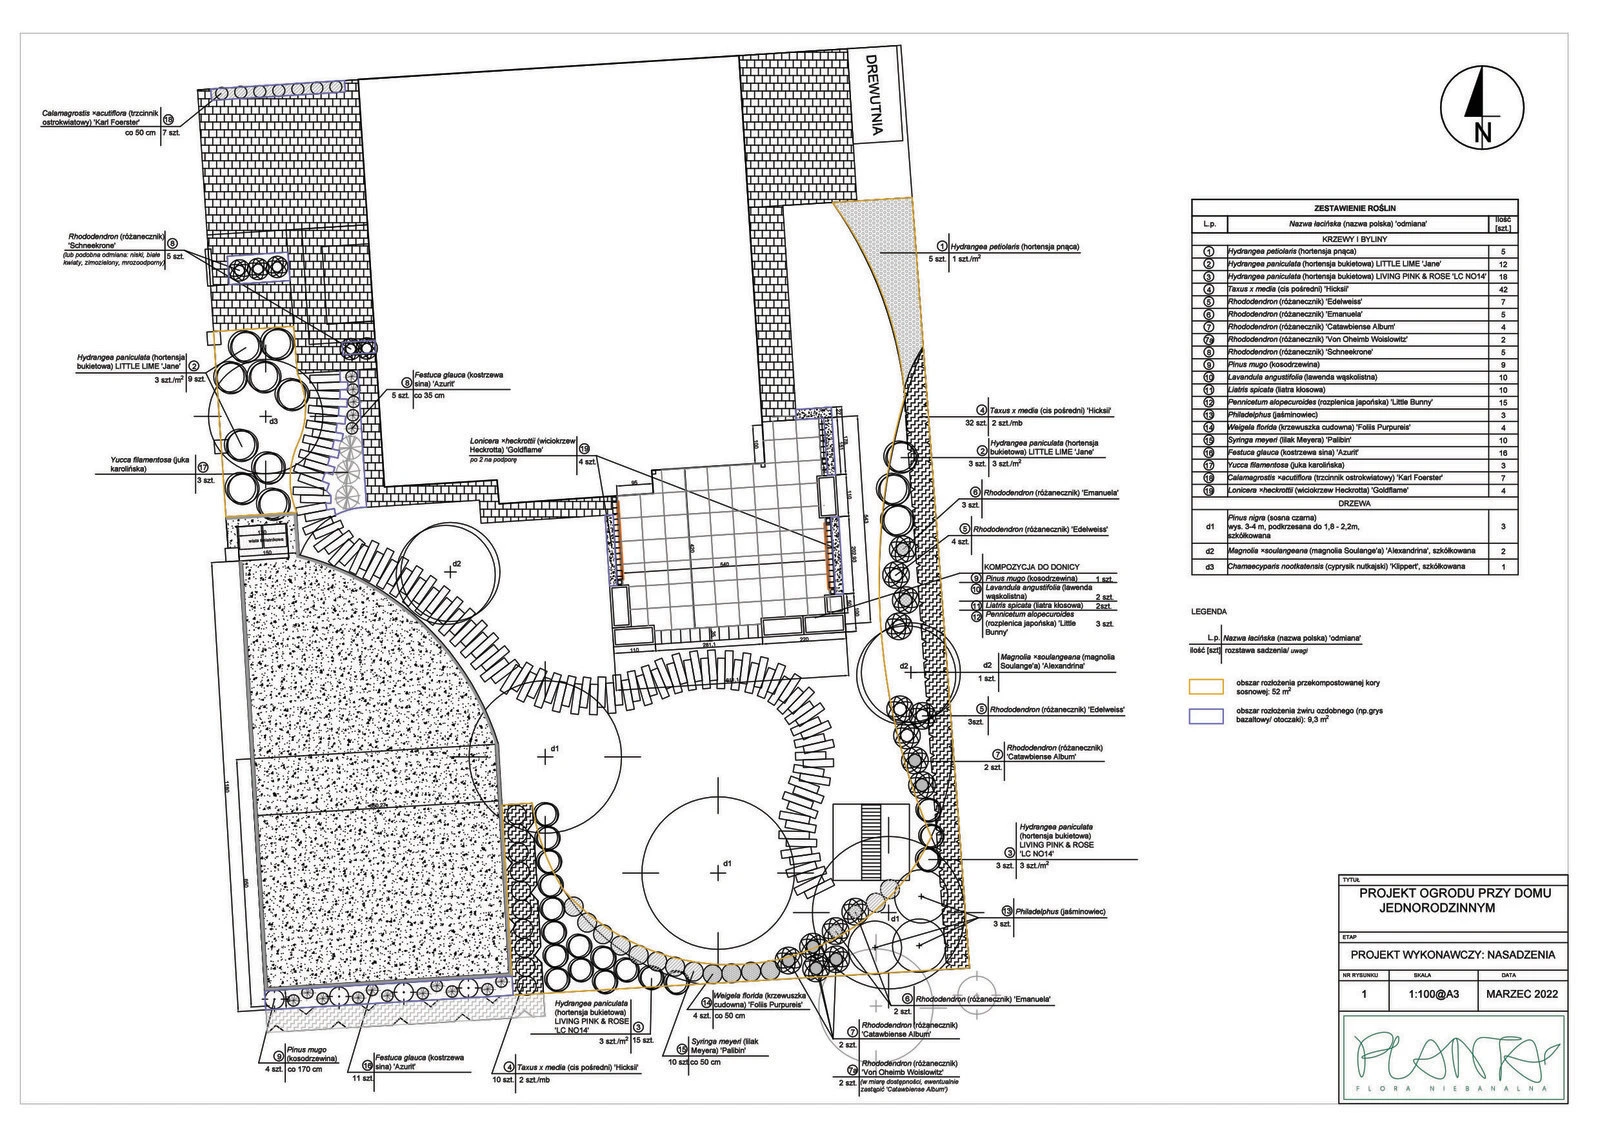 DREWUTNIA
N
Calamagrostis ×acutiflora (trzcinnik
ostrokwiatowy) 'Karl Foerster'
18
co 50 cm 7 szt.
Rhododendron (różanecznik)
'Schneekrone'
8
(lub podobna odmiana: niski, białe
kwiaty, zimozielony, mrozoodporny)
5 szt.
Hydrangea paniculata (hortensja
bukietowa) LITTLE LIME 'Jane'
2
3 szt./m² 9 szt.
d3
Yucca filamentosa (juka
karolińska)
17
3 szt.
8
Festuca glauca (kostrzewa
sina) 'Azurit'
5 szt. co 35 cm
Lonicera ×heckrottii (wiciokrzew
Heckrotta) 'Goldflame'
19
po 2 na podporę
4 szt.
1 Hydrangea petiolaris (hortensja pnąca)
5 szt. 1 szt./m²
4 Taxus x media (cis pośredni) 'Hicksii'
32 szt. 2 szt./mb
2
Hydrangea paniculata (hortensja
bukietowa) LITTLE LIME 'Jane'
3 szt. 3 szt./m²
6 Rhododendron (różanecznik) 'Emanuela'
3 szt.
5 Rhododendron (różanecznik) 'Edelweiss'
4 szt.
KOMPOZYCJA DO DONICY
9 Pinus mugo (kosodrzewina) 1 szt.
10 Lavandula angustifolia (lawenda
wąskolistna) 2 szt.
11 Liatris spicata (liatra kłosowa) 2szt.
12 Pennicetum alopecuroides
(rozplenica japońska) 'Little
Bunny' 3 szt.
d2
Magnolia ×soulangeana (magnolia
Soulange'a) 'Alexandrina'
1 szt.
5 Rhododendron (różanecznik) 'Edelweiss'
3szt.
7
Rhododendron (różanecznik)
'Catawbiense Album'
2 szt.
Hydrangea paniculata
(hortensja bukietowa)
LIVING PINK & ROSE
3 'LC NO14'
3 szt. 3 szt./m²
13 Philadelphus (jaśminowiec)
3 szt.
6 Rhododendron (różanecznik) 'Emanuela'
2 szt.
7
Rhododendron (różanecznik)
'Catawbiense Album'
2 szt.
7a
Rhododendron (różanecznik)
'Von Oheimb Woislowitz'
2 szt.
(w miarę dostępności, ewentualnie
zastąpić 'Catawbiense Album')
14
Weigela florida (krzewuszka
cudowna) 'Foliis Purpureis'
4 szt. co 50 cm
15
Syringa meyeri (lilak
Meyera) 'Palibin'
10 szt. co 50 cm
Hydrangea paniculata
(hortensja bukietowa)
LIVING PINK & ROSE
'LC NO14' 3
3 szt./m² 15 szt.
4 Taxus x media (cis pośredni) 'Hicksii'
10 szt. 2 szt./mb
16
Festuca glauca (kostrzewa
sina) 'Azurit'
11 szt.
9
Pinus mugo
(kosodrzewina)
4 szt. co 170 cm
d2
d1
d1
d2
540
ZESTAWIENIE ROŚLIN
L.p. Nazwa łacińska (nazwa polska) 'odmiana' Ilość [szt.]
KRZEWY I BYLINY
1 Hydrangea petiolaris (hortensja pnąca) 5
2 Hydrangea paniculata (hortensja bukietowa) LITTLE LIME 'Jane' 12
3 Hydrangea paniculata (hortensja bukietowa) LIVING PINK & ROSE 'LC NO14' 18
4 Taxus x media (cis pośredni) 'Hicksii' 42
5 Rhododendron (różanecznik) 'Edelweiss' 7
6 Rhododendron (różanecznik) 'Emanuela' 5
7 Rhododendron (różanecznik) 'Catawbiense Album' 4
7a Rhododendron (różanecznik) 'Von Oheimb Woislowitz' 2
8 Rhododendron (różanecznik) 'Schneekrone' 5
9 Pinus mugo (kosodrzewina) 9
10 Lavandula angustifolia (lawenda wąskolistna) 10
11 Liatris spicata (liatra kłosowa) 10
12 Pennicetum alopecuroides (rozplenica japońska) 'Little Bunny' 15
13 Philadelphus (jaśminowiec) 3
14 Weigela florida (krzewuszka cudowna) 'Foliis Purpureis' 4
15 Syringa meyeri (lilak Meyera) 'Palibin' 10
16 Festuca glauca (kostrzewa sina) 'Azurit' 16
17 Yucca filamentosa (juka karolińska) 3
18 Calamagrostis ×acutiflora (trzcinnik ostrokwiatowy) 'Karl Foerster' 7
19 Lonicera ×heckrottii (wiciokrzew Heckrotta) 'Goldflame' 4
DRZEWA
d1 Pinus nigra (sosna czarna)
wys. 3-4 m, podkrzesana do 1,8 - 2,2m,
szkółkowana 3
d2 Magnolia ×soulangeana (magnolia Soulange'a) 'Alexandrina', szkółkowana 2
d3 Chamaecyparis nootkatensis (cyprysik nutkajski) 'Klippert', szkółkowana 1
LEGENDA
L.p. Nazwa łacińska (nazwa polska) 'odmiana'
ilość [szt] rozstawa sadzenia/ uwagi
obszar rozłożenia przekompostowanej kory
sosnowej: 52 m²
obszar rozłożenia żwiru ozdobnego (np.grys
bazaltowy/ otoczaki): 9,3 m²
TYTUŁ
PROJEKT OGRODU PRZY DOMU
JEDNORODZINNYM
ETAP
PROJEKT WYKONAWCZY: NASADZENIA
NR RYSUNKU SKALA DATA
1 1:100@A3 MARZEC 2022
PLANTA
FLORA NIEBANALNA